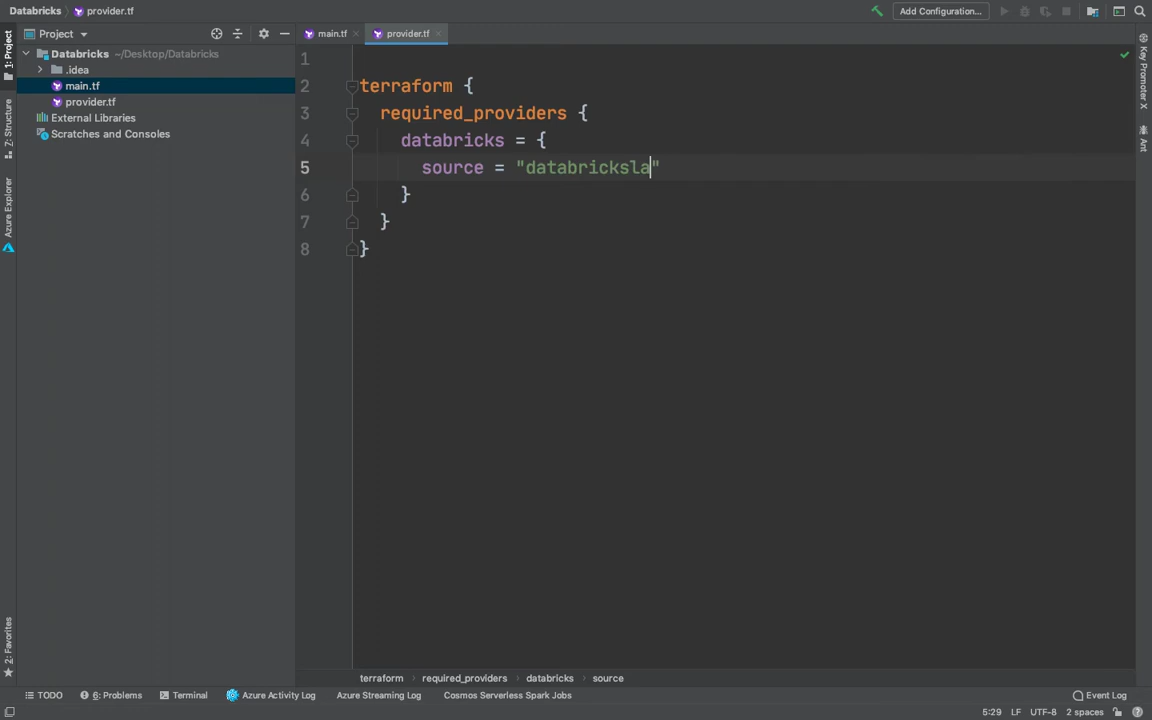 Databricks provider.tf
Add Configuration...
1: Project
Project
main.tf
provider.tf
Databricks ~/Desktop/Databricks
.idea
main.tf
provider.tf
External Libraries
Scratches and Consoles
Z: Structure
Azure Explorer
2: Favorites
1
2 terraform {
3 required_providers {
4 databricks = {
5 source = "databricksla"
6 }
7 }
8 }
Key Promoter X
Ant
terraform required_providers databricks source
TODO 6: Problems Terminal Azure Activity Log Azure Streaming Log Cosmos Serverless Spark Jobs Event Log
5:29 LF UTF-8 2 spaces